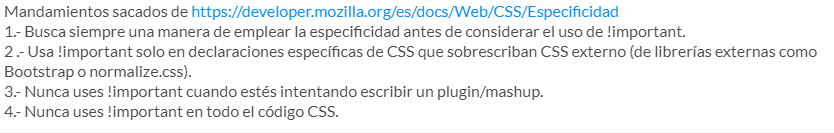 Mandamientos sacados de https://developer.mozilla.org/es/docs/Web/CSS/Especificidad
1.- Busca siempre una manera de emplear la especificidad antes de considerar el uso de !important.
2 .- Usa !important solo en declaraciones específicas de CSS que sobrescriban CSS externo (de librerías externas como
Bootstrap o normalize.css).
3.- Nunca uses !important cuando estés intentando escribir un plugin/mashup.
4.- Nunca uses !important en todo el código CSS.